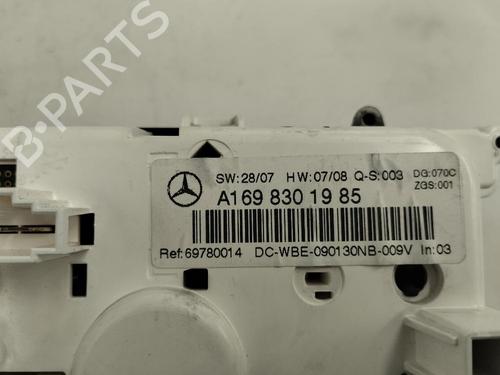 B-PARTS
SW:28/07 HW:07/08 Q-S:003 DG:070C
ZGS:001
A169 830 19 85
Ref:69780014 DC-WBE-090130NB-009V In:03